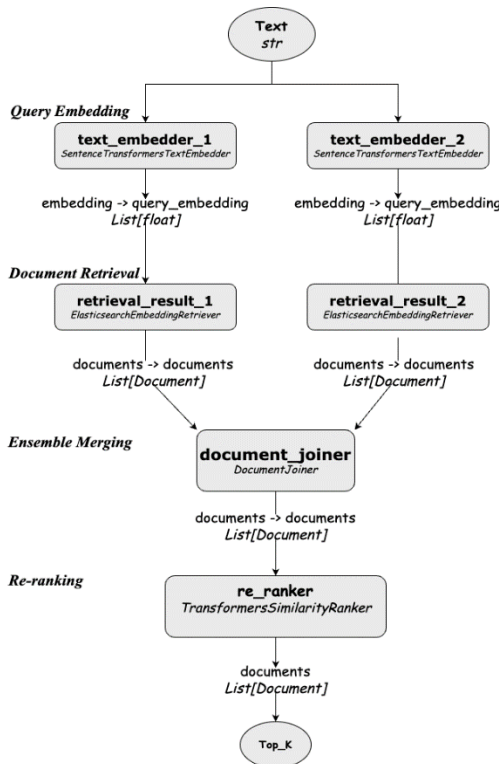 Text
str
Query Embedding
text_embedder_1
SentenceTransformersTextEmbedder
text_embedder_2
SentenceTransformersTextEmbedder
embedding -> query_embedding
List[float]
embedding -> query_embedding
List[float]
Document Retrieval
retrieval_result_1
ElasticsearchEmbeddingRetriever
retrieval_result_2
ElasticsearchEmbeddingRetriever
documents -> documents
List[Document]
documents -> documents
List[Document]
Ensemble Merging
document_joiner
DocumentJoiner
documents -> documents
List[Document]
Re-ranking
re_ranker
TransformersSimilarityRanker
documents
List[Document]
Top_K